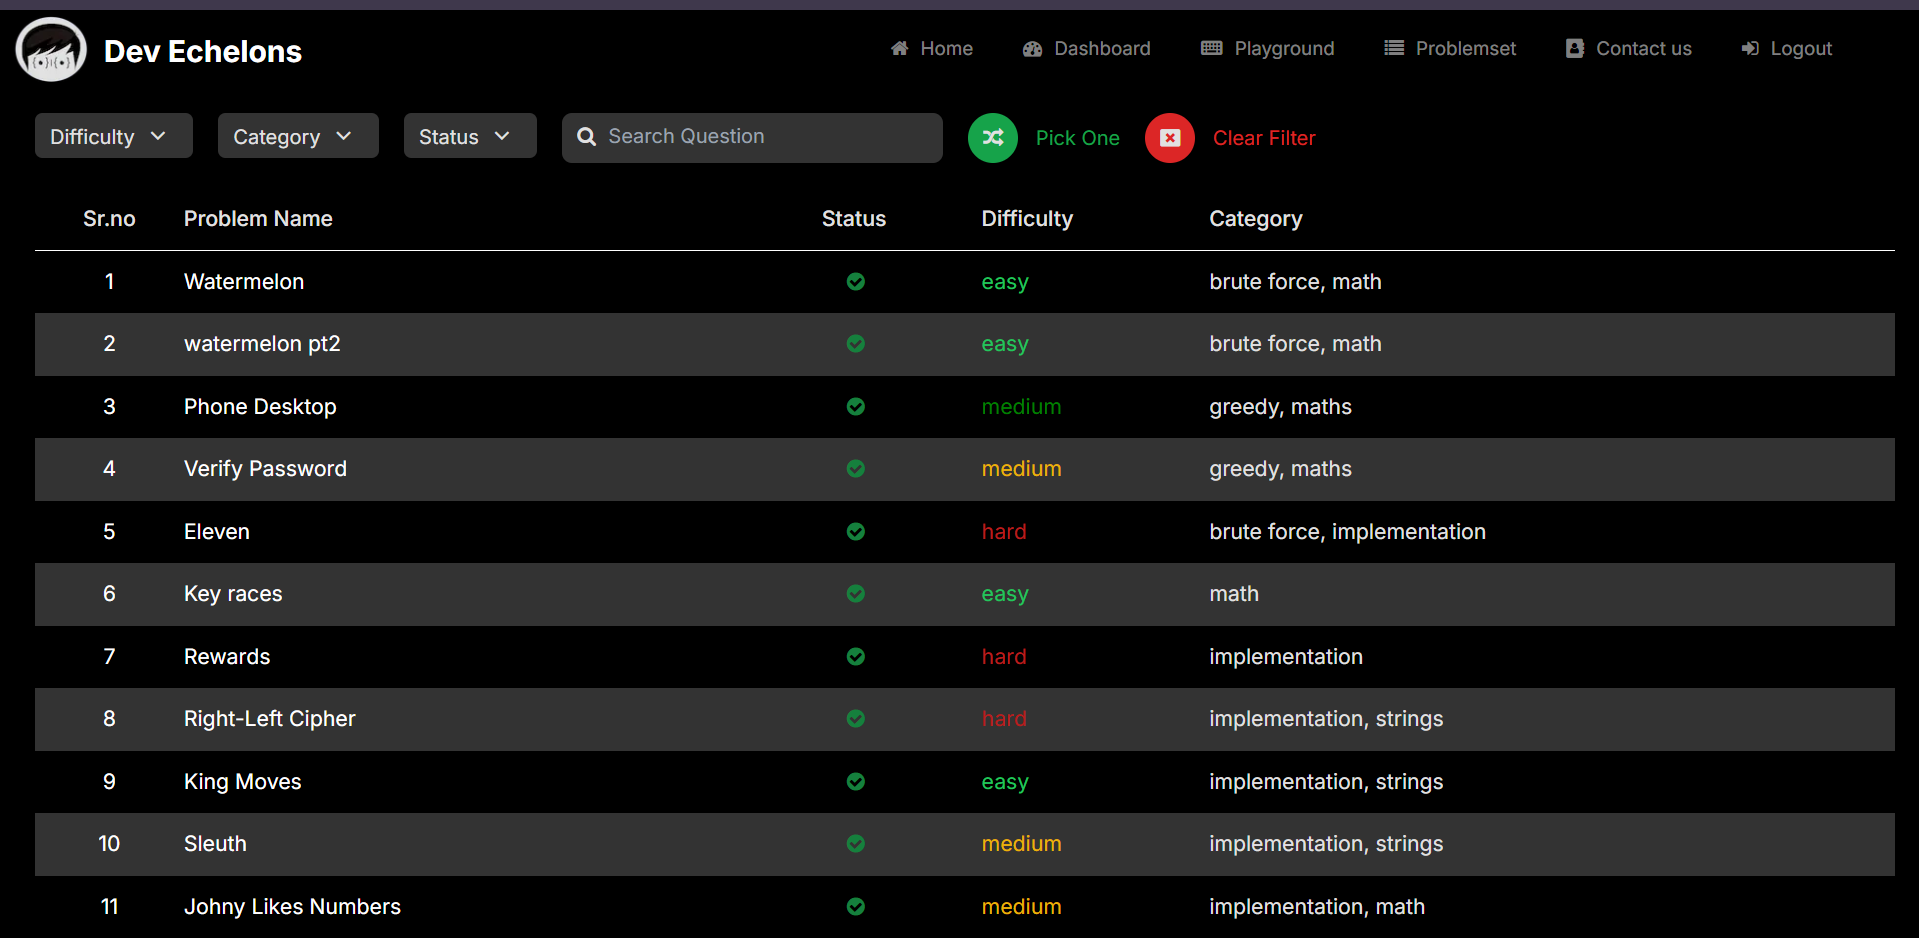 Dev Echelons Home Dashboard Playground Problemset Contact us Logout
Difficulty Category Status Search Question Pick One Clear Filter
Sr.no Problem Name Status Difficulty Category
1 Watermelon easy brute force, math
2 watermelon pt2 easy brute force, math
3 Phone Desktop medium greedy, maths
4 Verify Password medium greedy, maths
5 Eleven hard brute force, implementation
6 Key races easy math
7 Rewards hard implementation
8 Right-Left Cipher hard implementation, strings
9 King Moves easy implementation, strings
10 Sleuth medium implementation, strings
11 Johny Likes Numbers medium implementation, math